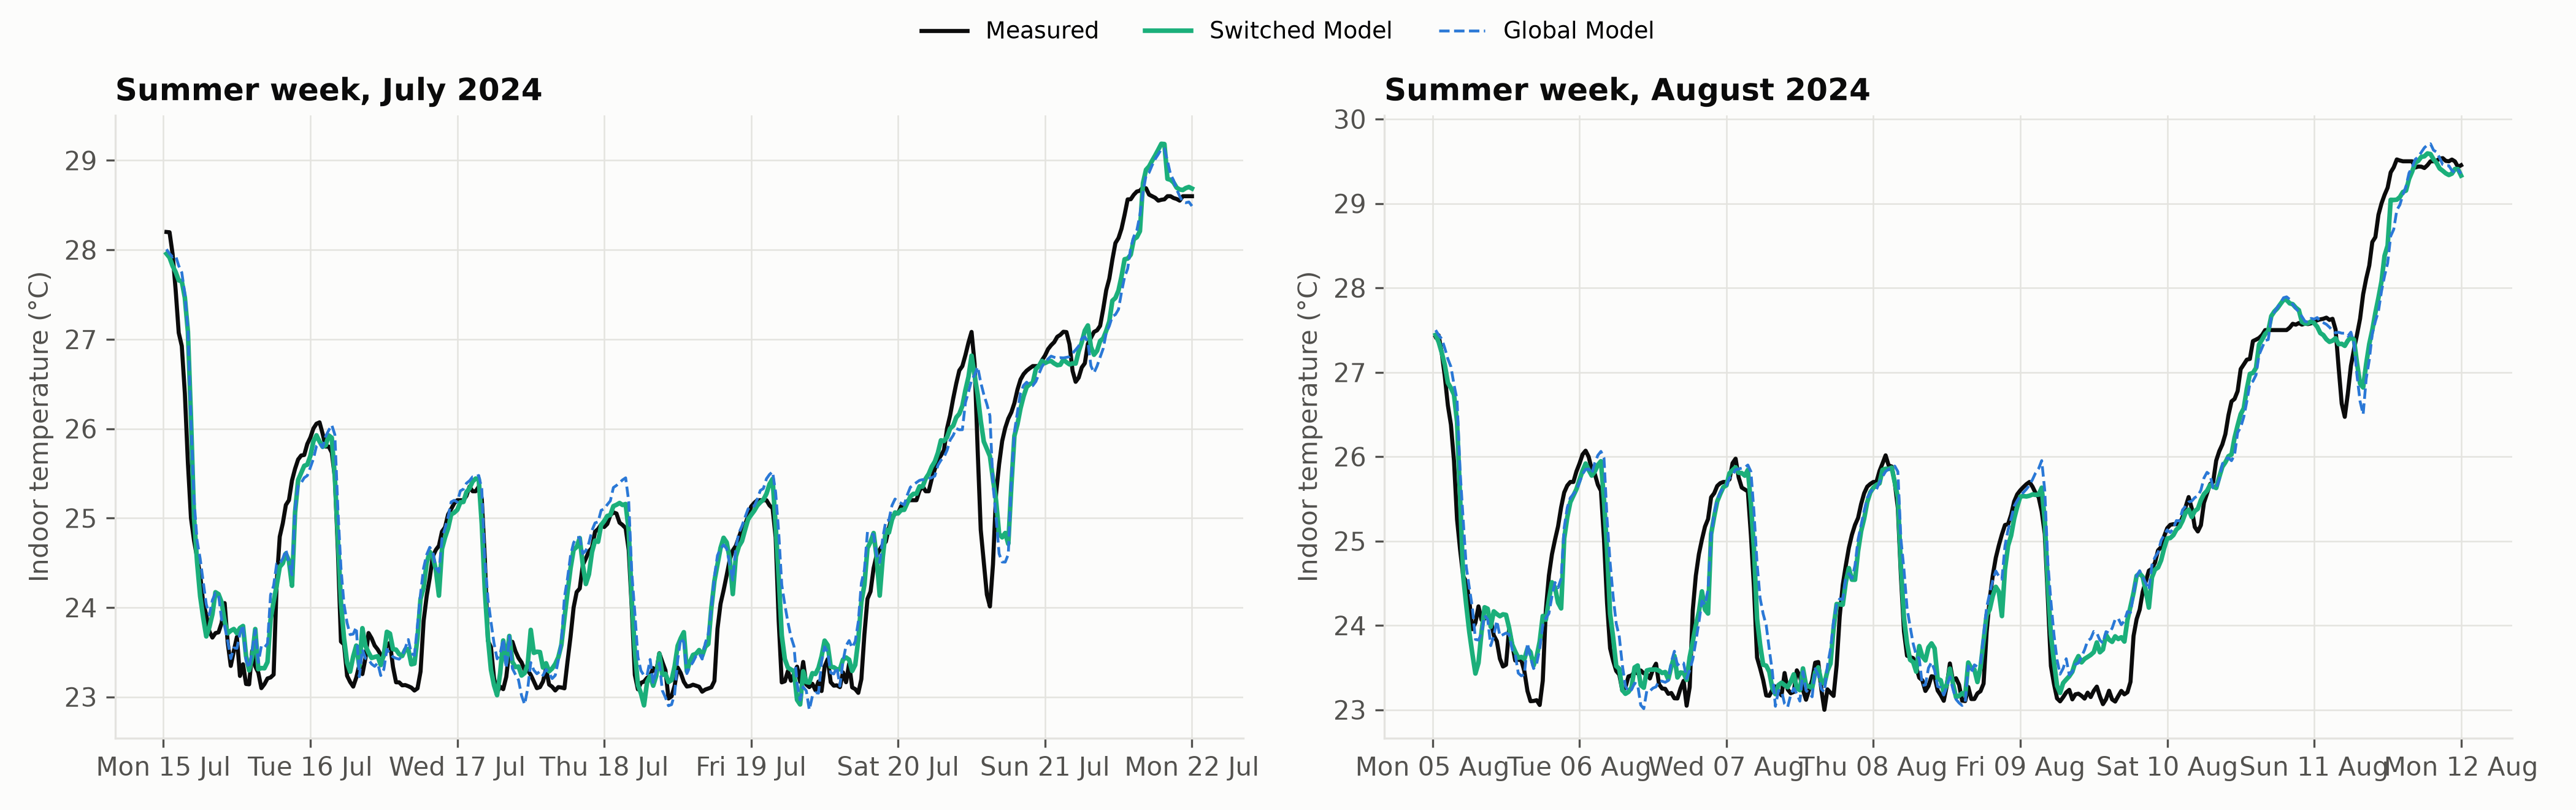 Measured Switched Model Global Model
Summer week, July 2024
Indoor temperature (°C)
29
28
27
26
25
24
23
Mon 15 Jul Tue 16 Jul Wed 17 Jul Thu 18 Jul Fri 19 Jul Sat 20 Jul Sun 21 Jul Mon 22 Jul
Summer week, August 2024
Indoor temperature (°C)
30
29
28
27
26
25
24
23
Mon 05 Aug Tue 06 Aug Wed 07 Aug Thu 08 Aug Fri 09 Aug Sat 10 Aug Sun 11 Aug Mon 12 Aug